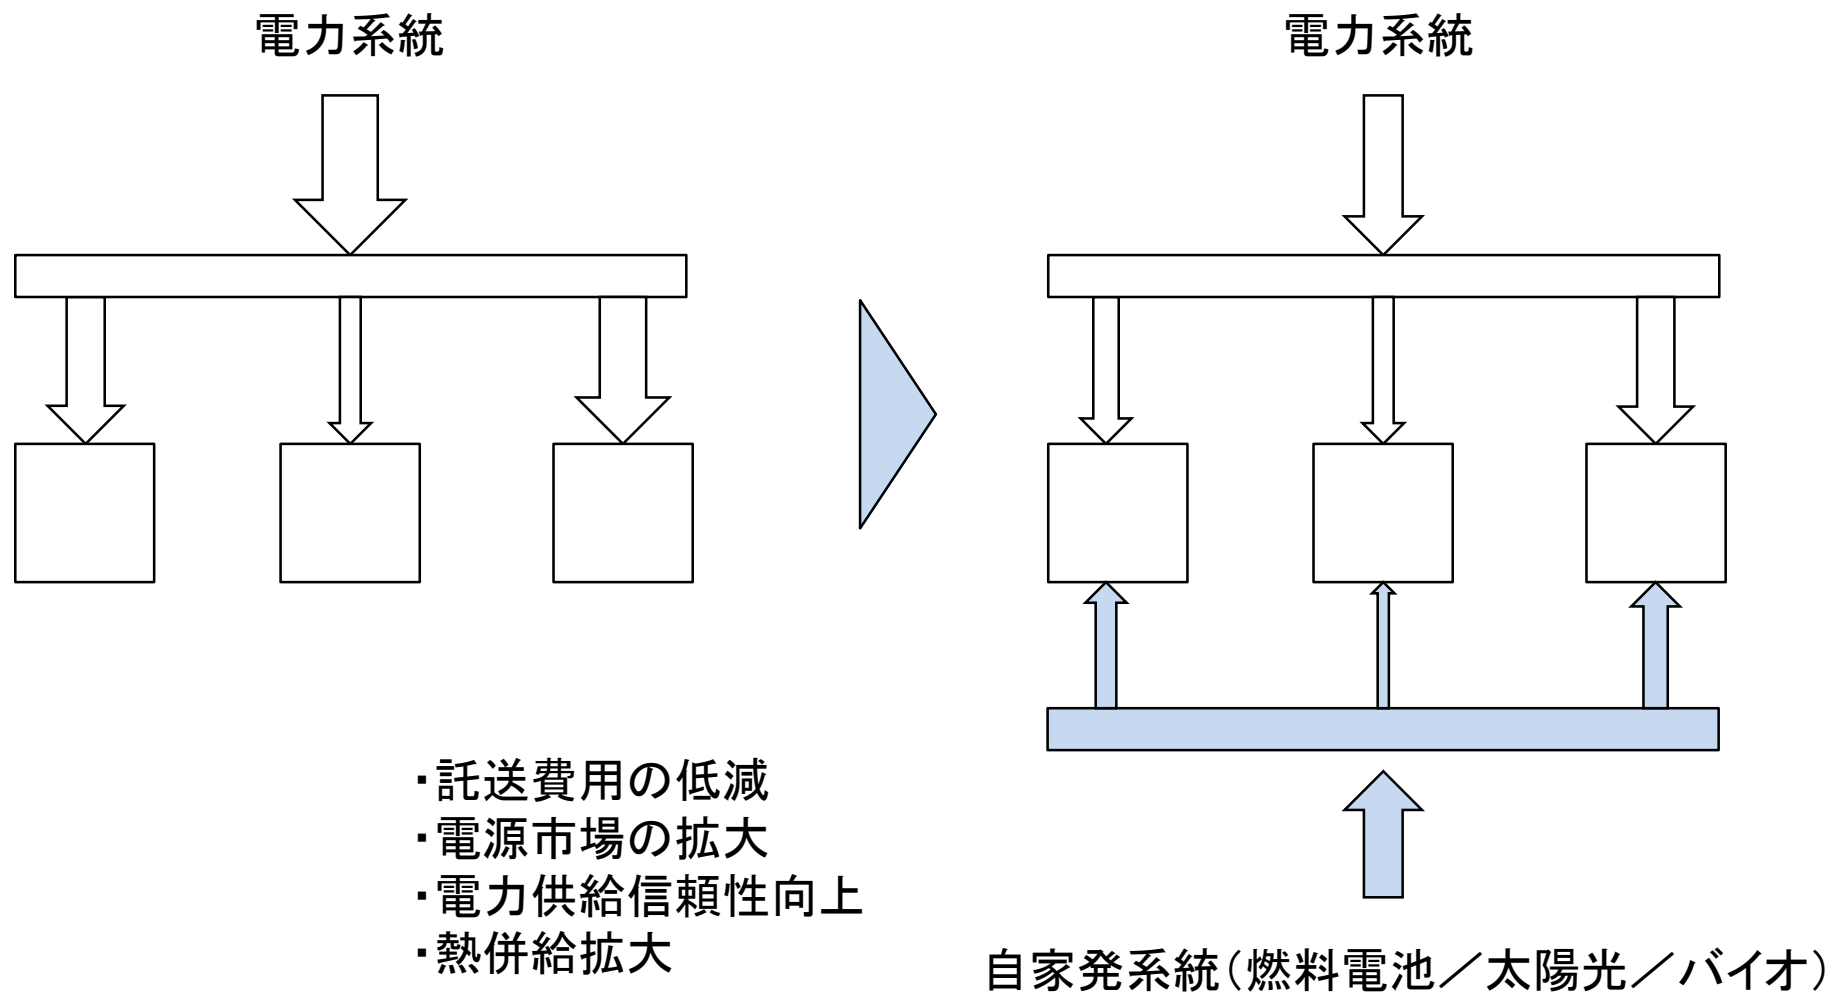 電力系統
電力系統
・託送費用の低減
・電源市場の拡大
・電力供給信頼性向上
・熱併給拡大
自家発系統（燃料電池／太陽光／バイオ）